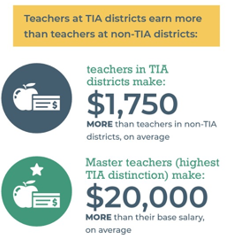 Teachers at TIA districts earn more
than teachers at non-TIA districts:
teachers in TIA
districts make:
$1,750
MORE than teachers in non-TIA
districts, on average
Master teachers (highest
TIA distinction) make:
$20,000
MORE than their base salary,
on average